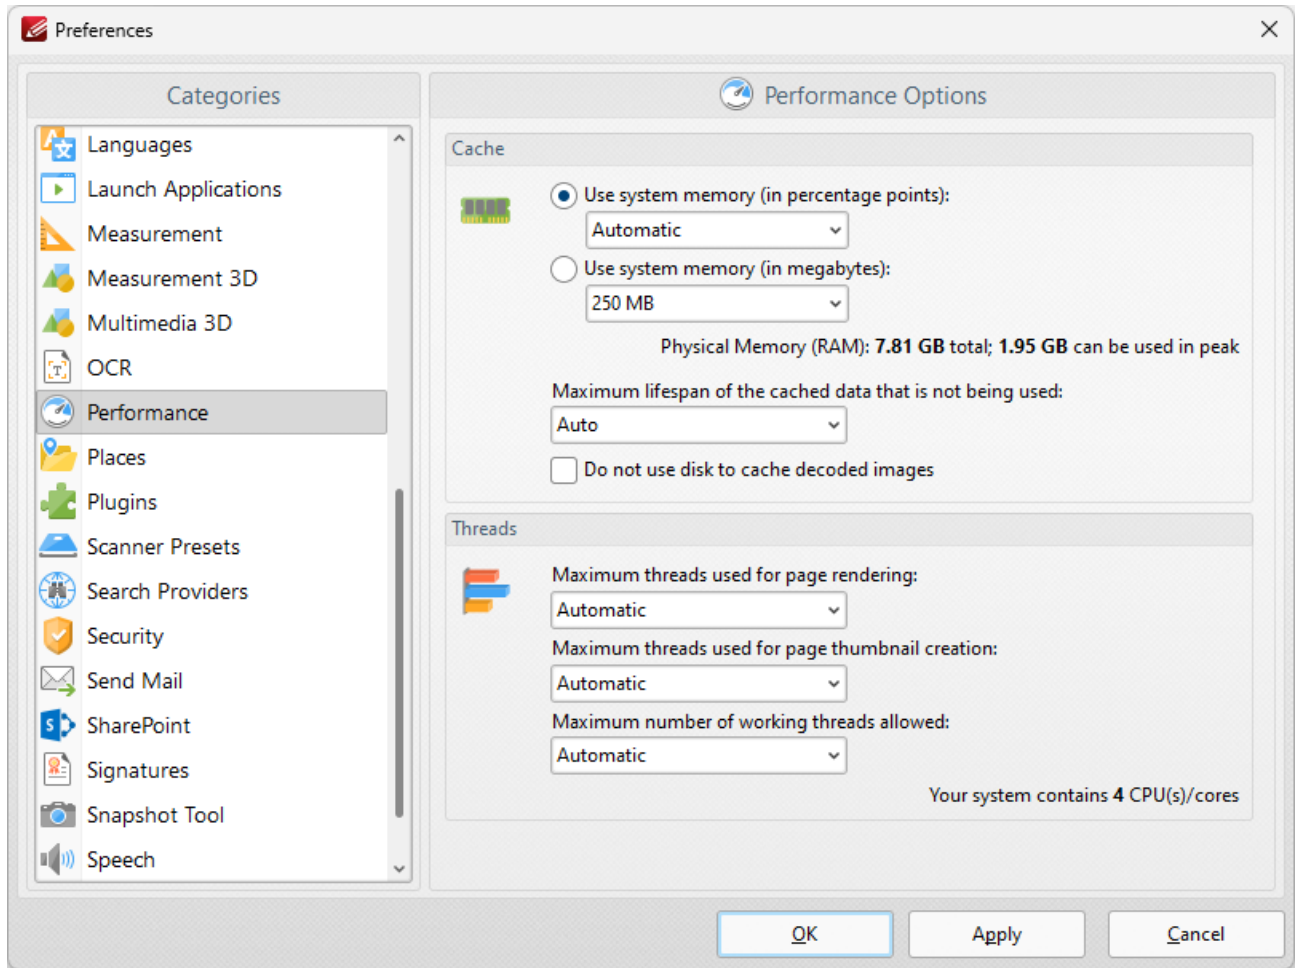 Preferences
Categories
Languages
Launch Applications
Measurement
Measurement 3D
Multimedia 3D
OCR
Performance
Places
Plugins
Scanner Presets
Search Providers
Security
Send Mail
SharePoint
Signatures
Snapshot Tool
Speech
Performance Options
Cache
Use system memory (in percentage points):
Automatic
Use system memory (in megabytes):
250 MB
Physical Memory (RAM): 7.81 GB total; 1.95 GB can be used in peak
Maximum lifespan of the cached data that is not being used:
Auto
Do not use disk to cache decoded images
Threads
Maximum threads used for page rendering:
Automatic
Maximum threads used for page thumbnail creation:
Automatic
Maximum number of working threads allowed:
Automatic
Your system contains 4 CPU(s)/cores
OK
Apply
Cancel